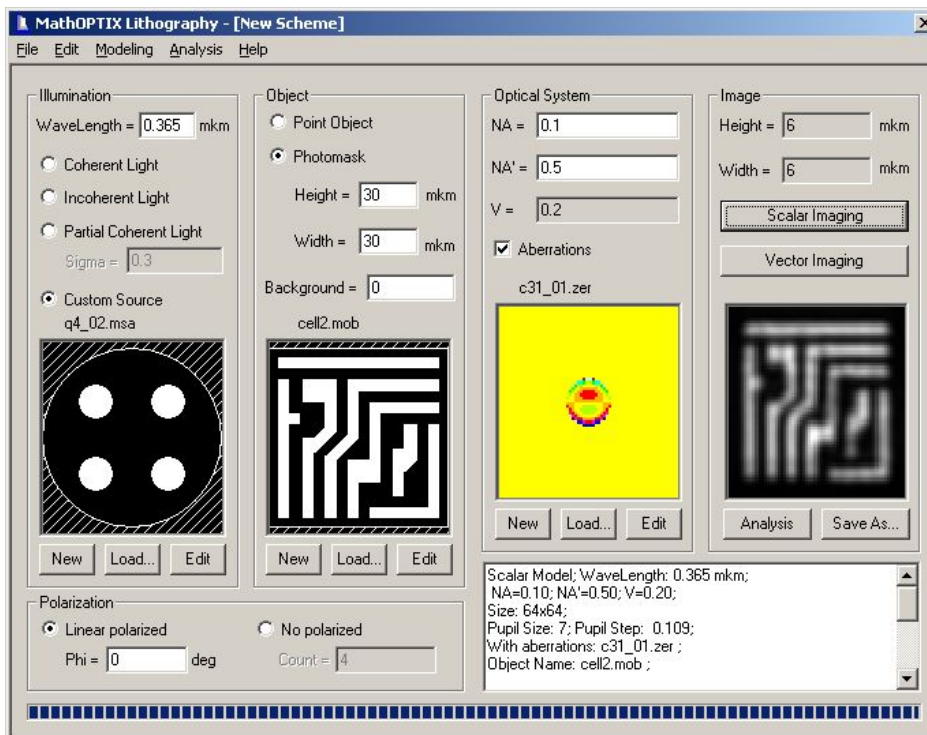 MathOPTIX Lithography - [New Scheme]
File Edit Modeling Analysis Help
Illumination
WaveLength = 0.365 mkm
Coherent Light
Incoherent Light
Partial Coherent Light
Sigma = 0.3
Custom Source
q4_02.msa
New Load... Edit
Object
Point Object
Photomask
Height = 30 mkm
Width = 30 mkm
Background = 0
cell2.mob
New Load... Edit
Optical System
NA = 0.1
NA' = 0.5
V = 0.2
Aberrations
c31_01.zer
New Load... Edit
Image
Height = 6 mkm
Width = 6 mkm
Scalar Imaging
Vector Imaging
Analysis Save As...
Polarization
Linear polarized
Phi = 0 deg
No polarized
Count = 4
Scalar Model; WaveLength: 0.365 mkm;
NA=0.10; NA'=0.50; V=0.20;
Size: 64x64;
Pupil Size: 7; Pupil Step: 0.109;
With aberrations: c31_01.zer ;
Object Name: cell2.mob ;